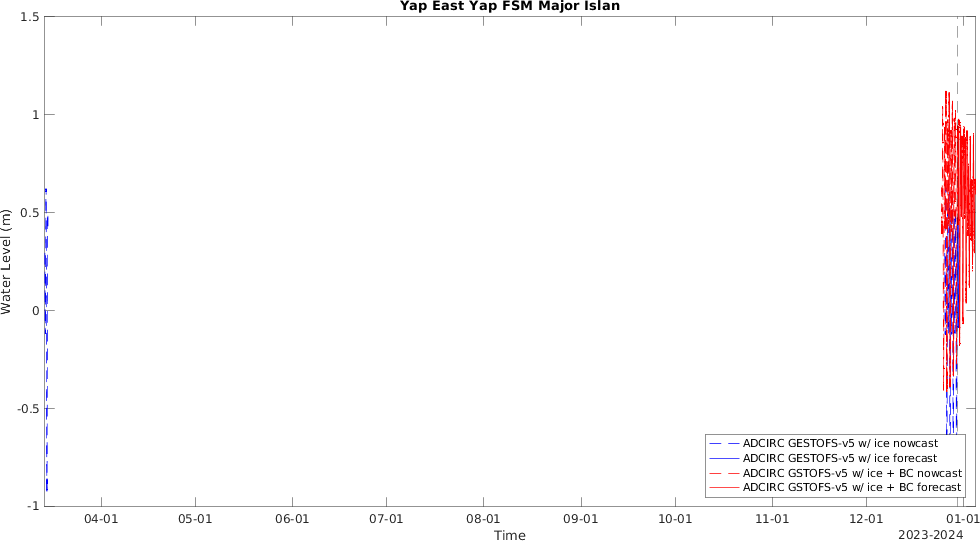 Yap East Yap FSM Major Islan
Water Level (m)
1.5
1
0.5
0
-0.5
-1
04-01
05-01
06-01
07-01
08-01
09-01
10-01
11-01
12-01
01-01
Time
2023-2024
ADCIRC GESTOFS-v5 w/ ice nowcast
ADCIRC GESTOFS-v5 w/ ice forecast
ADCIRC GSTOFS-v5 w/ ice + BC nowcast
ADCIRC GSTOFS-v5 w/ ice + BC forecast